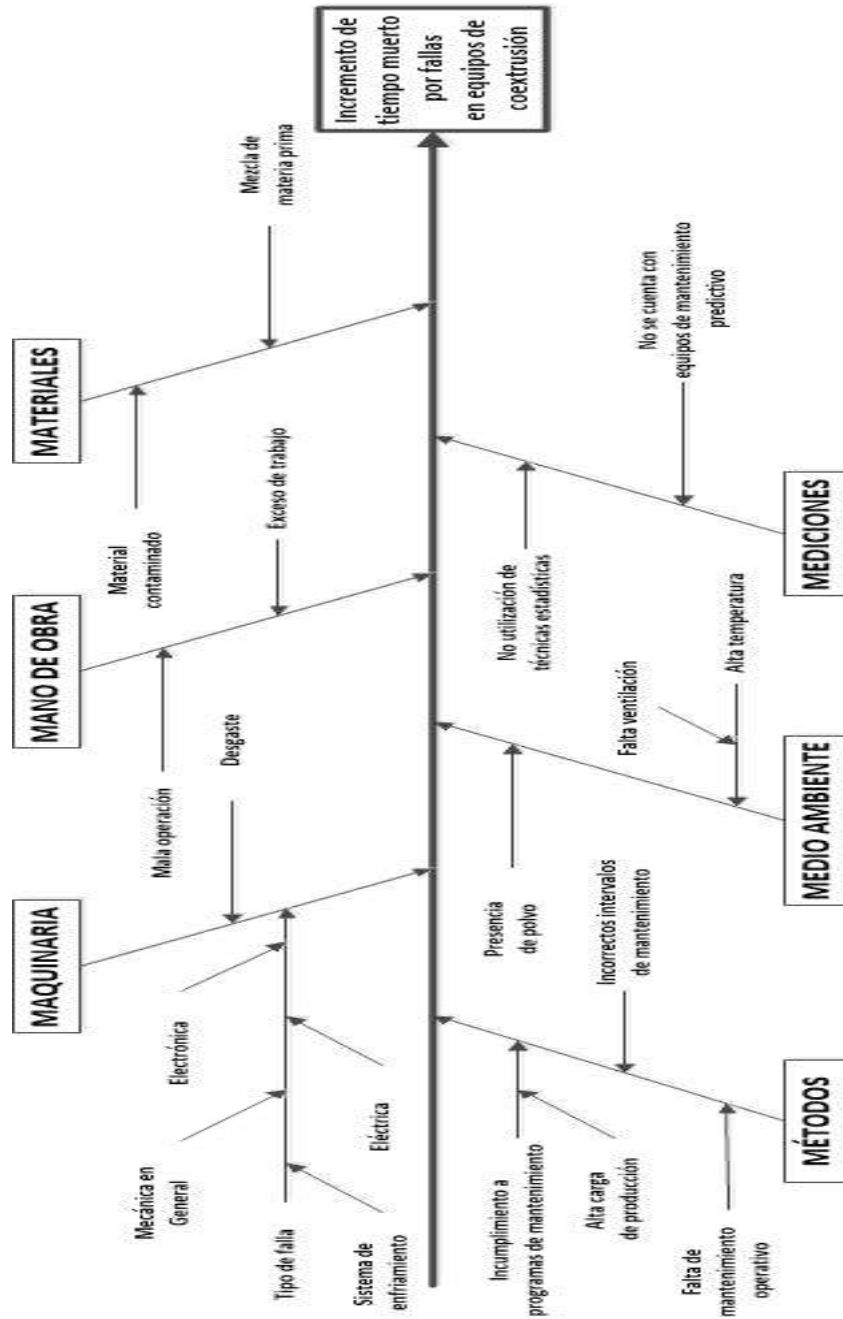 MAQUINARIA
MANO DE OBRA
MATERIALES
Mecánica en
General
Electrónica
Desgaste
Tipo de falla
Sistema de
enfriamiento
Eléctrica
Mala operación
Exceso de trabajo
Material
contaminado
Mezcla de
materia prima
Incremento de
tiempo muerto
por fallas
en equipos de
coextrusión
Incumplimiento a
programas de mantenimiento
Alta carga
de producción
Incorrectos intervalos
de mantenimiento
Falta de
mantenimiento
operativo
Presencia
de polvo
Falta ventilación
Alta temperatura
No utilización de
técnicas estadísticas
No se cuenta con
equipos de mantenimiento
predictivo
MÉTODOS
MEDIO AMBIENTE
MEDICIONES